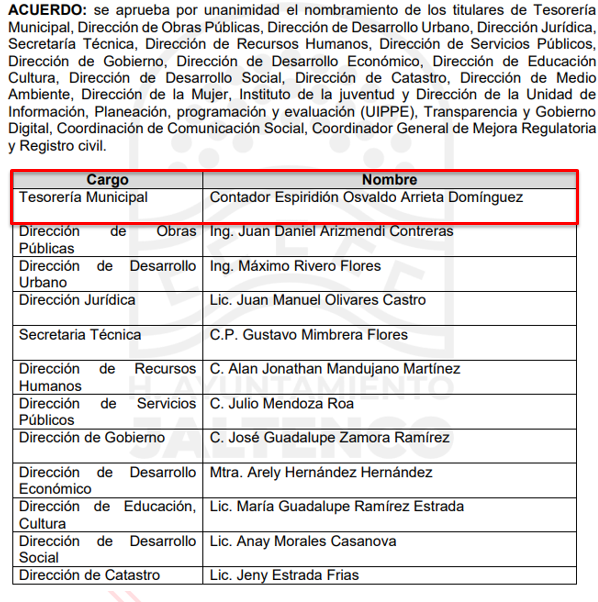 ACUERDO: se aprueba por unanimidad el nombramiento de los titulares de Tesorería
Municipal, Dirección de Obras Públicas, Dirección de Desarrollo Urbano, Dirección Jurídica,
Secretaría Técnica, Dirección de Recursos Humanos, Dirección de Servicios Públicos,
Dirección de Gobierno, Dirección de Desarrollo Económico, Dirección de Educación
Cultura, Dirección de Desarrollo Social, Dirección de Catastro, Dirección de Medio
Ambiente, Dirección de la Mujer, Instituto de la juventud y Dirección de la Unidad de
Información, Planeación, programación y evaluación (UIPPE), Transparencia y Gobierno
Digital, Coordinación de Comunicación Social, Coordinador General de Mejora Regulatoria
y Registro civil.
Cargo Nombre
Tesorería Municipal Contador Espiridión Osvaldo Arrieta Domínguez
Dirección de Obras Ing. Juan Daniel Arizmendi Contreras
Públicas
Dirección de Desarrollo Ing. Máximo Rivero Flores
Urbano
Dirección Jurídica Lic. Juan Manuel Olivares Castro
Secretaria Técnica C.P. Gustavo Mimbrera Flores
Dirección de Recursos C. Alan Jonathan Mandujano Martínez
Humanos
Dirección de Servicios C. Julio Mendoza Roa
Públicos
Dirección de Gobierno C. José Guadalupe Zamora Ramírez
Dirección de Desarrollo Mtra. Arely Hernández Hernández
Económico
Dirección de Educación, Lic. María Guadalupe Ramírez Estrada
Cultura
Dirección de Desarrollo Lic. Anay Morales Casanova
Social
Dirección de Catastro Lic. Jeny Estrada Frias
H. AYUNTAMIENTO
JALTENCO